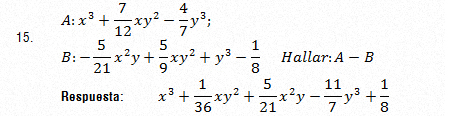 A: x³ + 7/12 xy² − 4/7 y³;
15.
B: − 5/21 x²y + 5/9 xy² + y³ − 1/8 Hallar: A − B
Respuesta: x³ + 1/36 xy² + 5/21 x²y − 11/7 y³ + 1/8